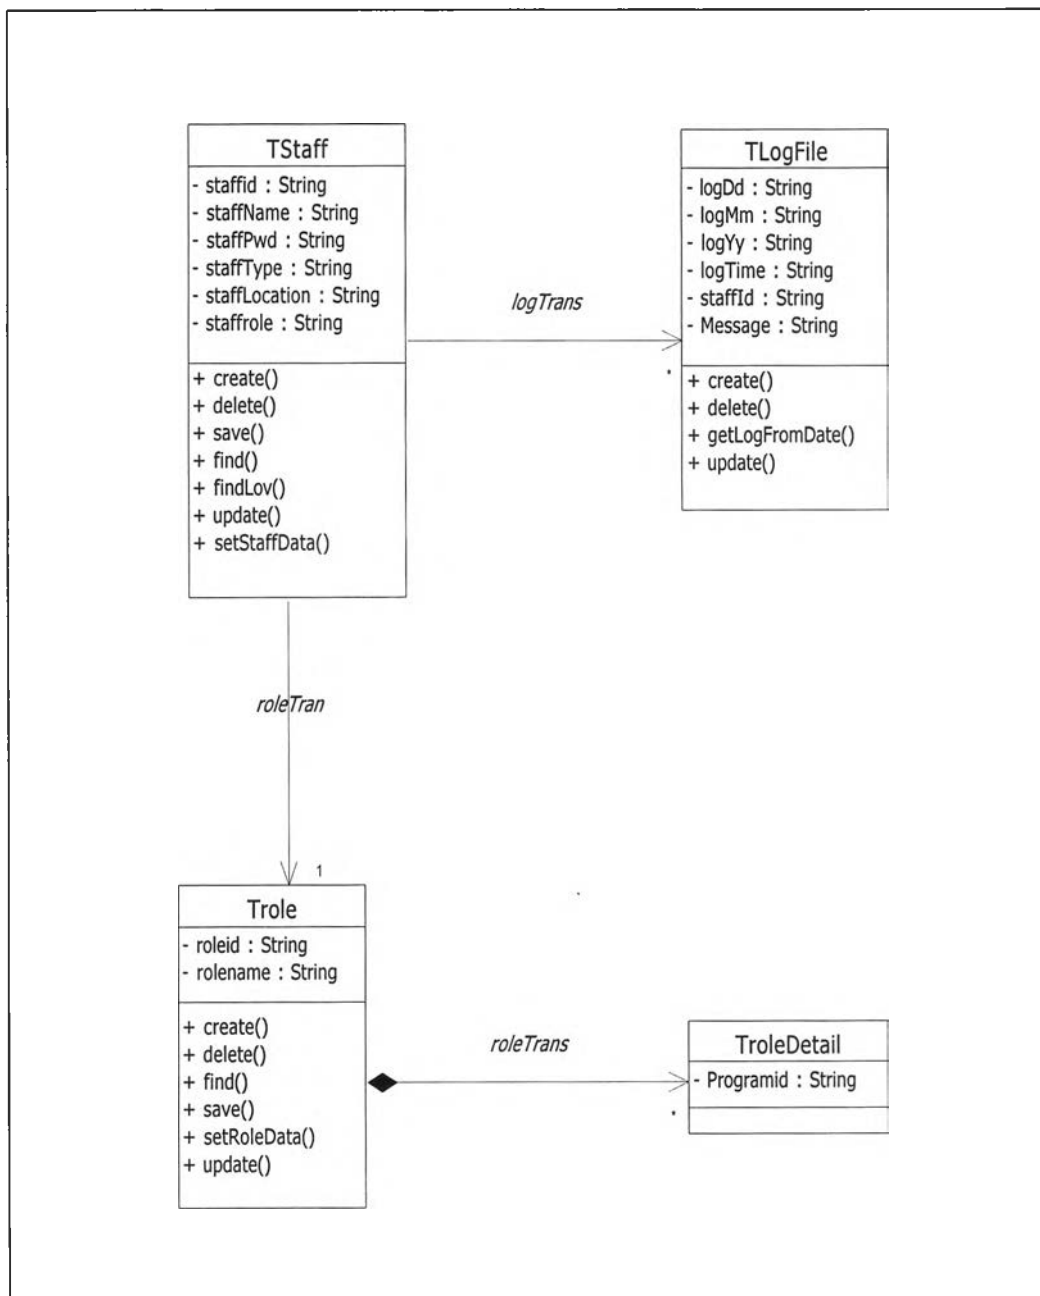 TStaff
- staffid : String
- staffName : String
- staffPwd : String
- staffType : String
- staffLocation : String
- staffrole : String
+ create()
+ delete()
+ save()
+ find()
+ findLov()
+ update()
+ setStaffData()
logTrans
*
TLogFile
- logDd : String
- logMm : String
- logYy : String
- logTime : String
- staffId : String
- Message : String
+ create()
+ delete()
+ getLogFromDate()
+ update()
roleTran
1
Trole
- roleid : String
- rolename : String
+ create()
+ delete()
+ find()
+ save()
+ setRoleData()
+ update()
roleTrans
*
TroleDetail
- Programid : String